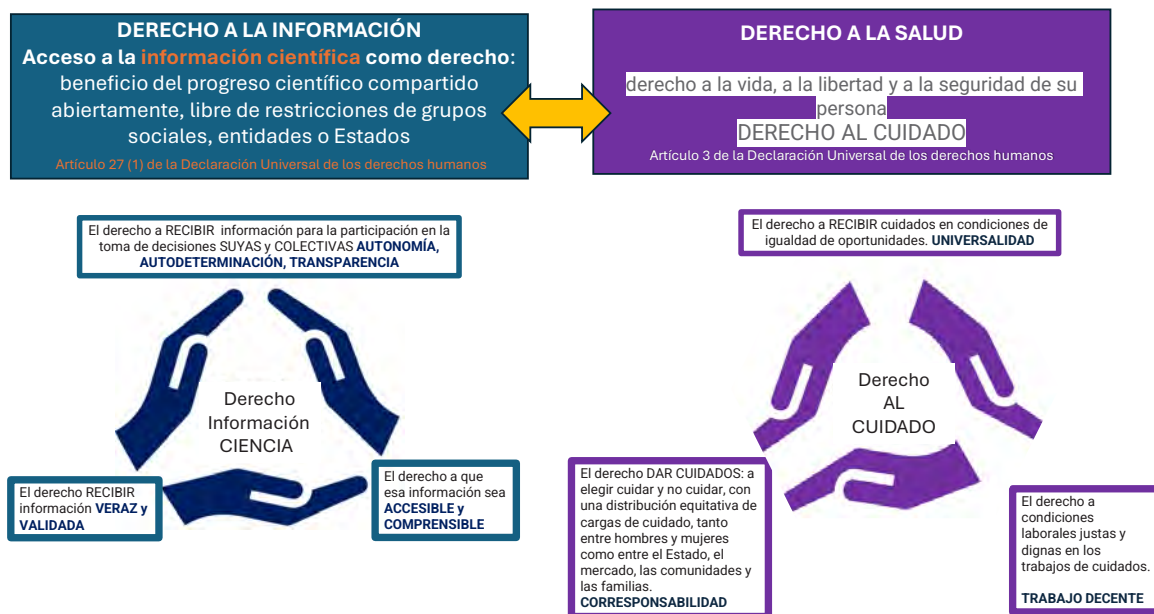 DERECHO A LA INFORMACIÓN
Acceso a la información científica como derecho:
beneficio del progreso científico compartido
abiertamente, libre de restricciones de grupos
sociales, entidades o Estados
Artículo 27 (1) de la Declaración Universal de los derechos humanos
DERECHO A LA SALUD
derecho a la vida, a la libertad y a la seguridad de su
persona
DERECHO AL CUIDADO
Artículo 3 de la Declaración Universal de los derechos humanos
El derecho a RECIBIR información para la participación en la
toma de decisiones SUYAS y COLECTIVAS AUTONOMÍA,
AUTODETERMINACIÓN, TRANSPARENCIA
Derecho
Información
CIENCIA
El derecho RECIBIR
información VERAZ y
VALIDADA
El derecho a que
esa información sea
ACCESIBLE y
COMPRENSIBLE
El derecho a RECIBIR cuidados en condiciones de
igualdad de oportunidades. UNIVERSALIDAD
Derecho
AL
CUIDADO
El derecho DAR CUIDADOS: a
elegir cuidar y no cuidar, con
una distribución equitativa de
cargas de cuidado, tanto
entre hombres y mujeres
como entre el Estado, el
mercado, las comunidades y
las familias.
CORRESPONSABILIDAD
El derecho a
condiciones
laborales justas y
dignas en los
trabajos de cuidados.
TRABAJO DECENTE